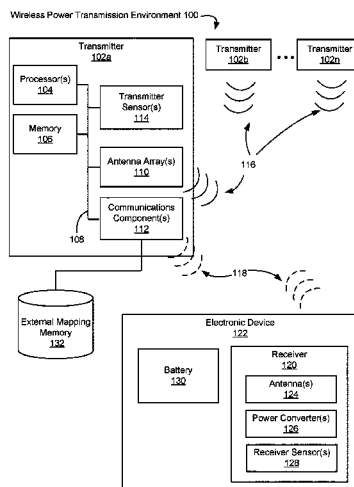 Wireless Power Transmission Environment 100
Transmitter
102a
Processor(s)
104
Memory
106
Transmitter
Sensor(s)
114
Antenna Array(s)
110
Communications
Component(s)
112
108
Transmitter
102b
Transmitter
102n
116
118
External Mapping
Memory
132
Electronic Device
122
Battery
130
Receiver
120
Antenna(s)
124
Power Converter(s)
126
Receiver Sensor(s)
128